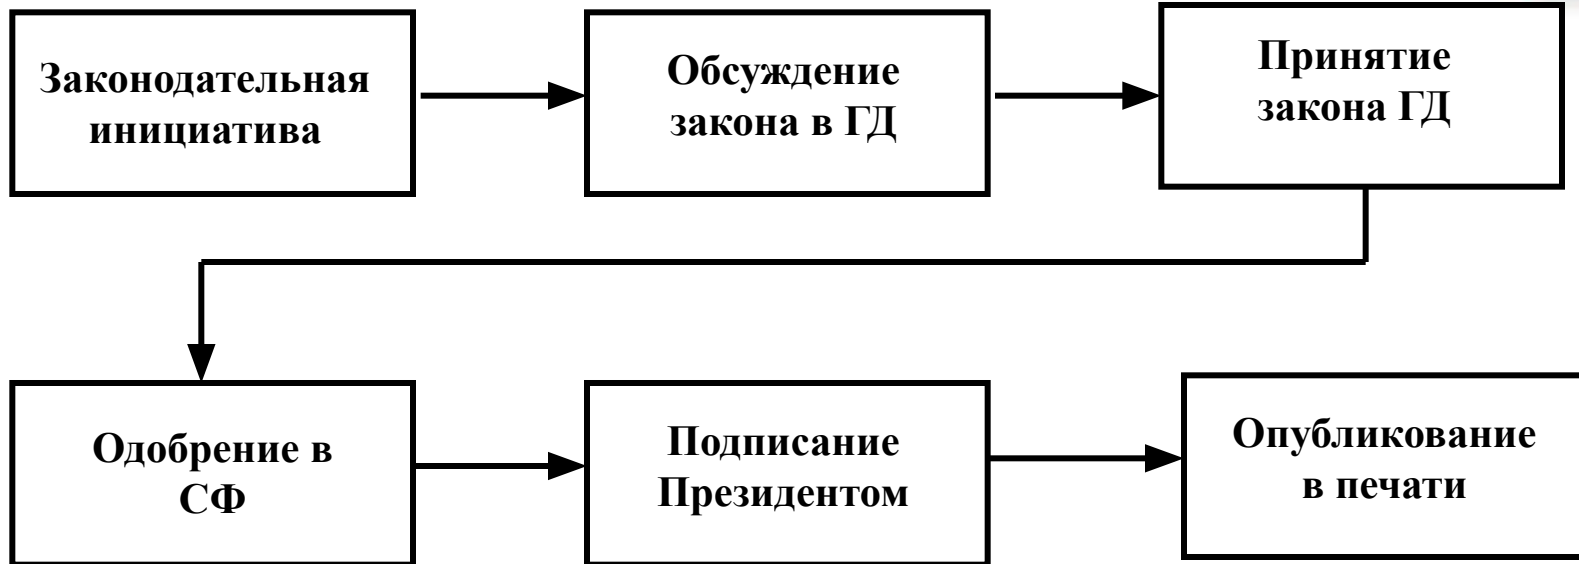 Законодательная
инициатива
Обсуждение
закона в ГД
Принятие
закона ГД
Одобрение в
СФ
Подписание
Президентом
Опубликование
в печати